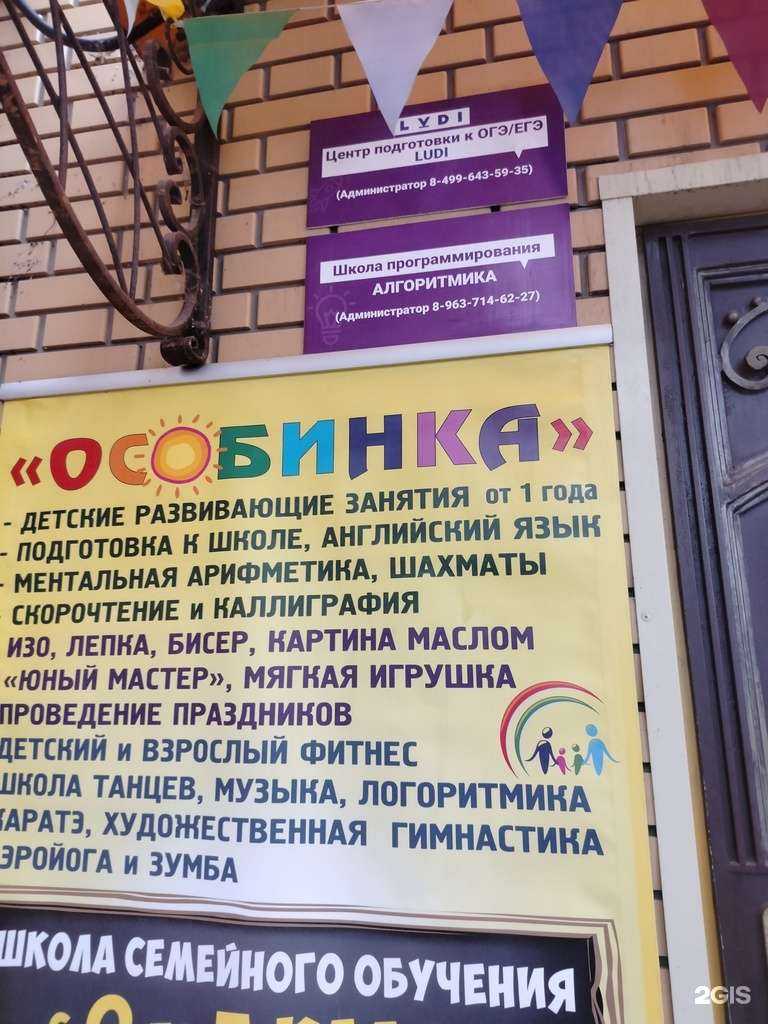 LУDI
Центр подготовки к ОГЭ/ЕГЭ
LUDI
(Администратор 8-499-643-59-35)
Школа программирования
АЛГОРИТМИКА
(Администратор 8-963-714-62-27)
«ОСОБИНКА»
- ДЕТСКИЕ РАЗВИВАЮЩИЕ ЗАНЯТИЯ от 1 года
- ПОДГОТОВКА К ШКОЛЕ, АНГЛИЙСКИЙ ЯЗЫК
- МЕНТАЛЬНАЯ АРИФМЕТИКА, ШАХМАТЫ
- СКОРОЧТЕНИЕ и КАЛЛИГРАФИЯ
ИЗО, ЛЕПКА, БИСЕР, КАРТИНА МАСЛОМ
«ЮНЫЙ МАСТЕР», МЯГКАЯ ИГРУШКА
ПРОВЕДЕНИЕ ПРАЗДНИКОВ
ДЕТСКИЙ и ВЗРОСЛЫЙ ФИТНЕС
ШКОЛА ТАНЦЕВ, МУЗЫКА, ЛОГОРИТМИКА
КАРАТЭ, ХУДОЖЕСТВЕННАЯ ГИМНАСТИКА
ЭРОЙОГА и ЗУМБА
ШКОЛА СЕМЕЙНОГО ОБУЧЕНИЯ
2GIS